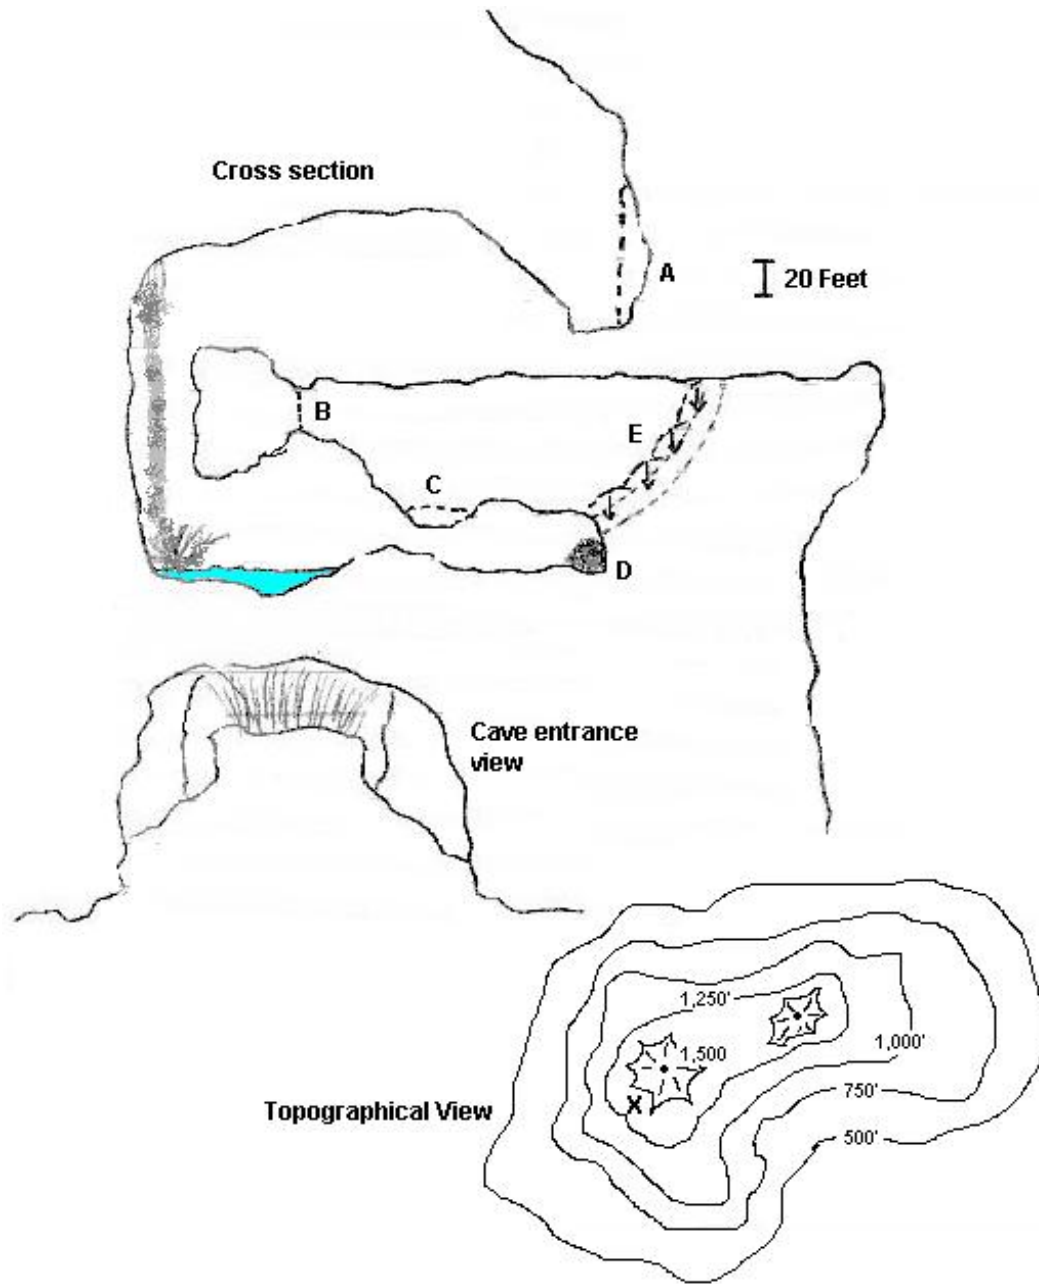 Cross section
A
20 Feet
B
E
C
D
Cave entrance
view
1,250'
1,500
1,000'
X
750'
Topographical View
500'